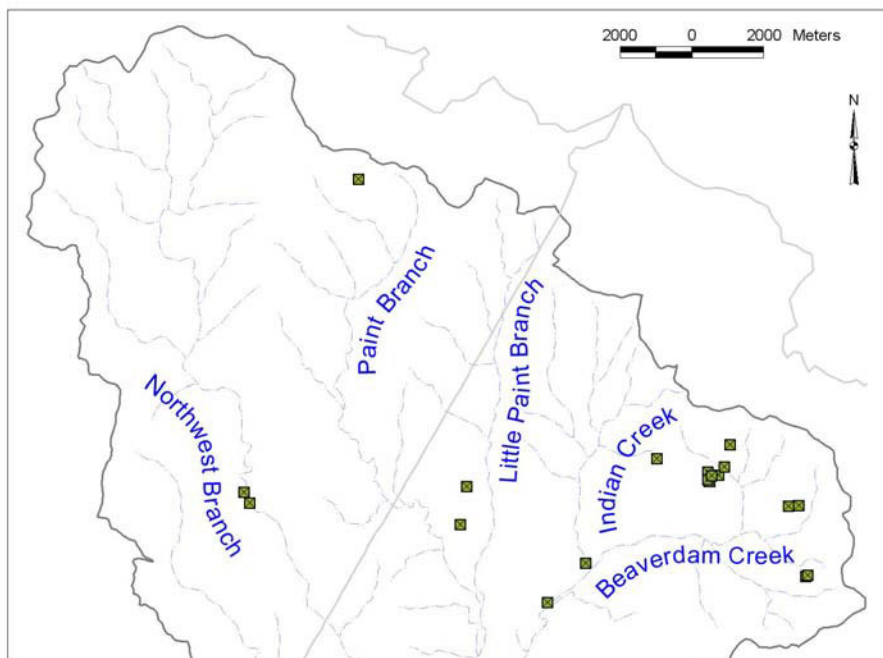 2000 0 2000 Meters
N
Paint Branch
Little Paint Branch
Northwest Branch
Indian Creek
Beaverdam Creek